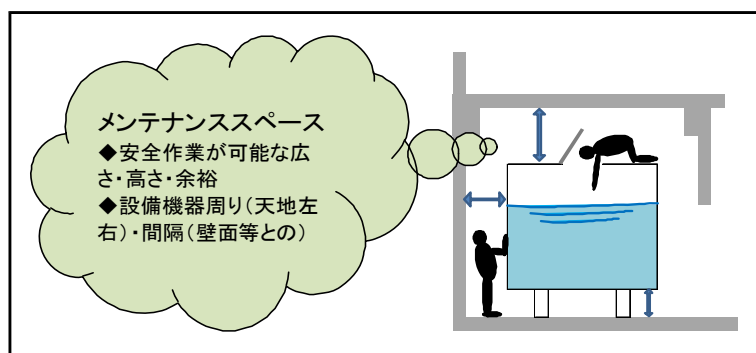 メンテナンススペース
◆安全作業が可能な広
さ・高さ・余裕
◆設備機器周り(天地左
右)・間隔(壁面等との)